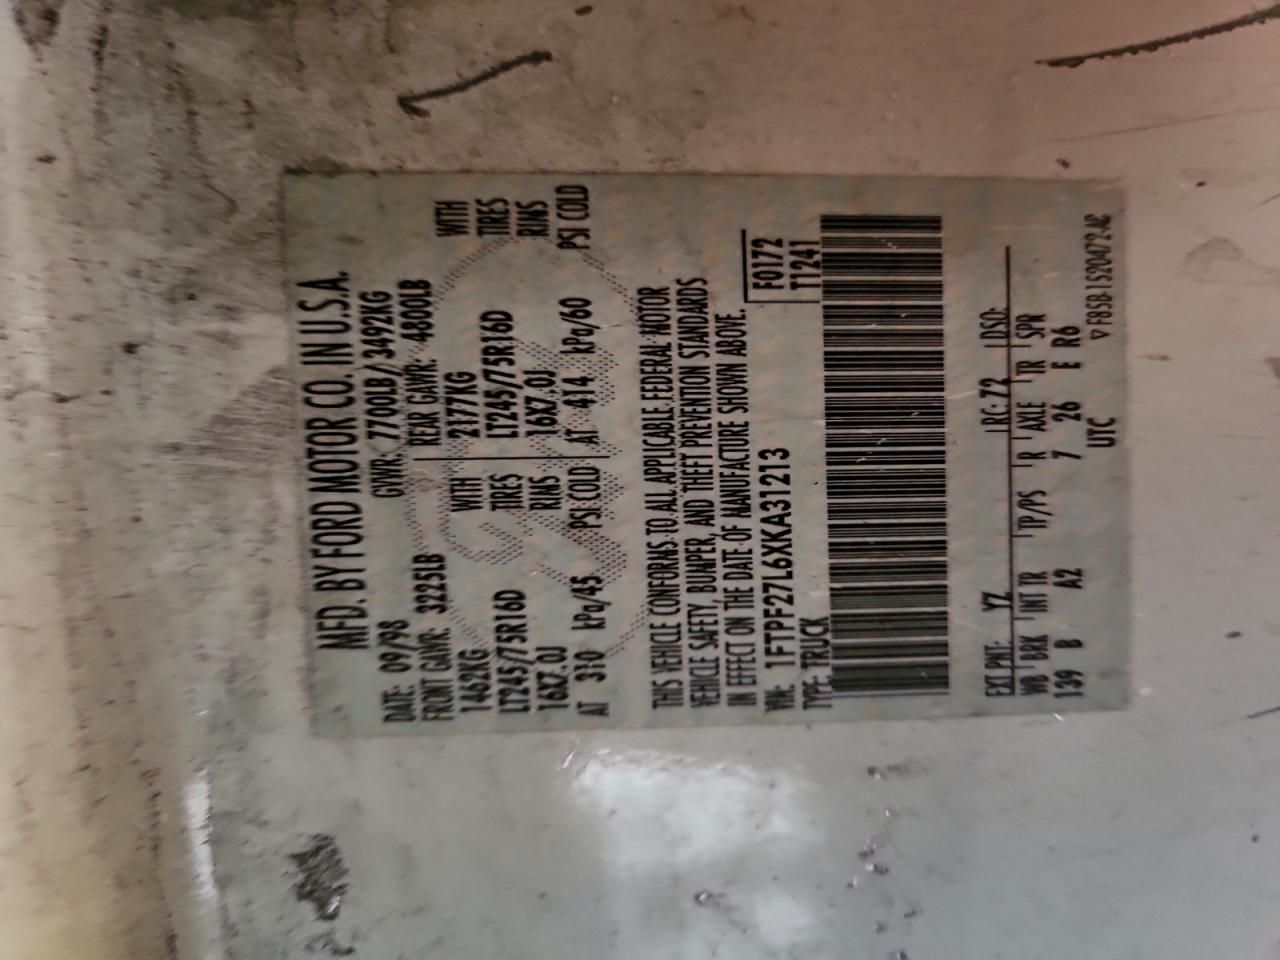 MFD. BY FORD MOTOR CO. IN U.S.A.
DATE: 09/98 GVWR: 7700LB/ 3492KG
FRONT GAWR: 3225LB REAR GAWR: 4800LB
1462KG WITH 2177KG WITH
LT245/75R16D TIRES LT245/75R16D TIRES
16X7.0J RIMS 16X7.0J RIMS
AT 310 kPa/45 PSI COLD AT 414 kPa/60 PSI COLD
THIS VEHICLE CONFORMS TO ALL APPLICABLE FEDERAL MOTOR
VEHICLE SAFETY, BUMPER, AND THEFT PREVENTION STANDARDS
IN EFFECT ON THE DATE OF MANUFACTURE SHOWN ABOVE.
VIN: 1FTPF27L6XKA31213 F0172
TYPE: TRUCK T1241
EXT PNT: YZ RC: 72 DSO:
WB BRK INT TR TP/PS R AXLE TR SPR
139 B A2 7 26 E R6
UTC
▽ F85B-1520472-AC